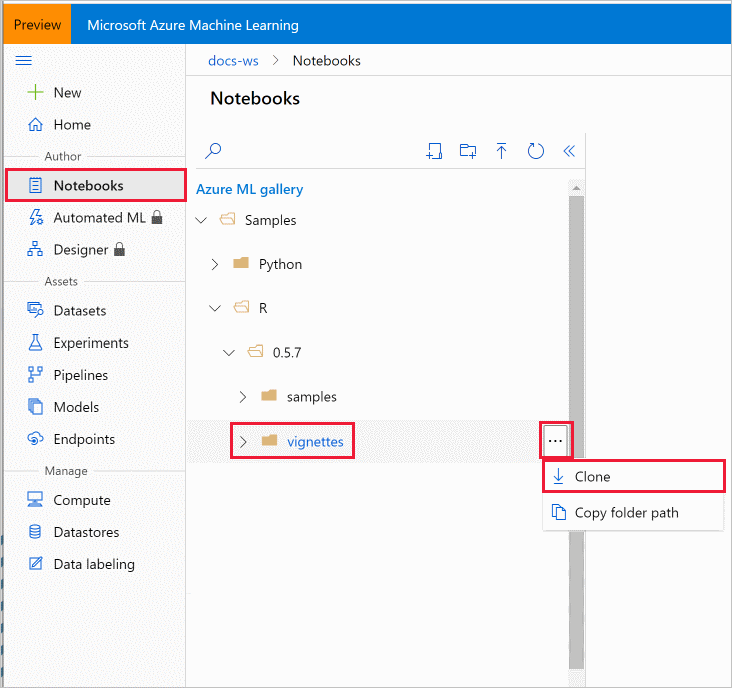 Preview Microsoft Azure Machine Learning
docs-ws > Notebooks
New
Home
Author
Notebooks
Automated ML
Designer
Assets
Datasets
Experiments
Pipelines
Models
Endpoints
Manage
Compute
Datastores
Data labeling
Notebooks
Azure ML gallery
Samples
Python
R
0.5.7
samples
vignettes ...
Clone
Copy folder path